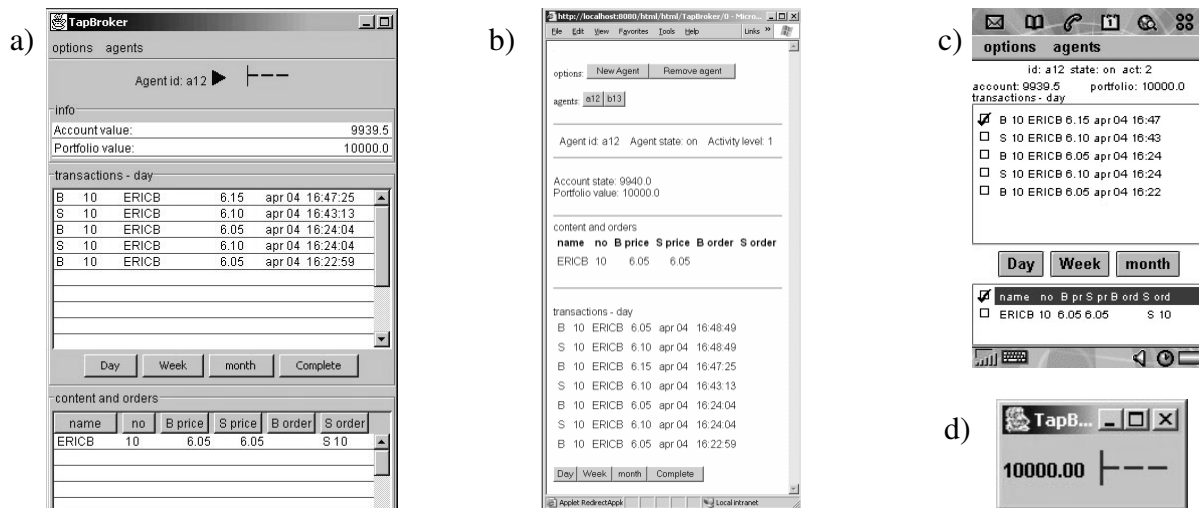 a)
TapBroker
options agents
Agent id: a12
info
Account value: 9939.5
Portfolio value: 10000.0
transactions - day
B 10 ERICB 6.15 apr 04 16:47:25
S 10 ERICB 6.10 apr 04 16:43:13
B 10 ERICB 6.05 apr 04 16:24:04
S 10 ERICB 6.10 apr 04 16:24:04
B 10 ERICB 6.05 apr 04 16:22:59
Day Week month Complete
content and orders
name no B price S price B order S order
ERICB 10 6.05 6.05 S 10
b)
http://localhost:8080/html/html/TapBroker/0 - Micro...
File Edit View Favorites Tools Help Links »
options: New Agent Remove agent
agents: a12 b13
Agent id: a12 Agent state: on Activity level: 1
Account state: 9940.0
Portfolio value: 10000.0
content and orders
name no B price S price B order S order
ERICB 10 6.05 6.05
transactions - day
B 10 ERICB 6.05 apr 04 16:48:49
S 10 ERICB 6.10 apr 04 16:48:49
B 10 ERICB 6.15 apr 04 16:47:25
S 10 ERICB 6.10 apr 04 16:43:13
B 10 ERICB 6.05 apr 04 16:24:04
S 10 ERICB 6.10 apr 04 16:24:04
B 10 ERICB 6.05 apr 04 16:22:59
Day Week month Complete
Applet RedirectAppl Local intranet
c)
options agents
id: a12 state: on act: 2
account: 9939.5 portfolio: 10000.0
transactions - day
B 10 ERICB 6.15 apr 04 16:47
S 10 ERICB 6.10 apr 04 16:43
B 10 ERICB 6.05 apr 04 16:24
S 10 ERICB 6.10 apr 04 16:24
B 10 ERICB 6.05 apr 04 16:22
Day Week month
name no B pr S pr B ord S ord
ERICB 10 6.05 6.05 S 10
d)
TapB...
10000.00